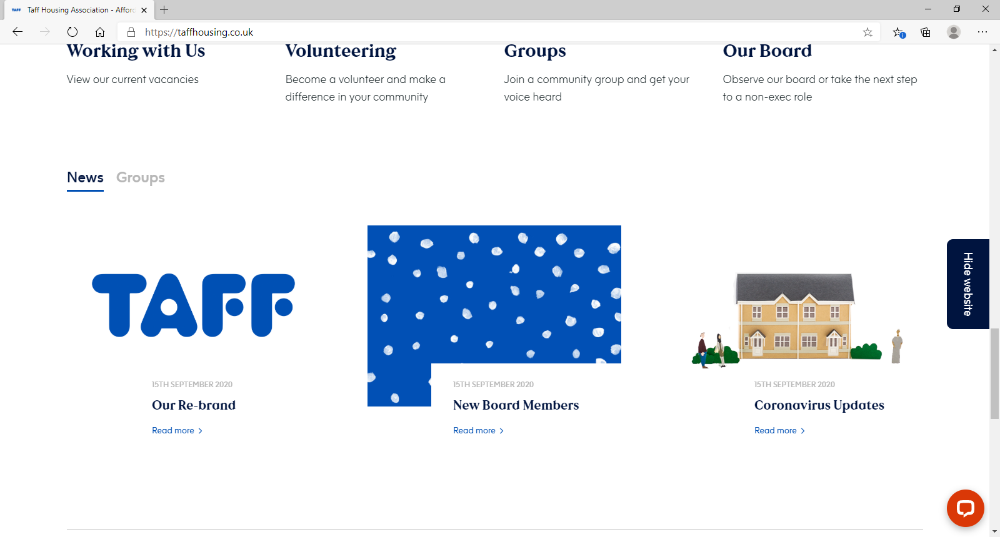 TAFF Taff Housing Association - Affor
https://taffhousing.co.uk
Working with Us
View our current vacancies
Volunteering
Become a volunteer and make a
difference in your community
Groups
Join a community group and get your
voice heard
Our Board
Observe our board or take the next step
to a non-exec role
News Groups
TAFF
15TH SEPTEMBER 2020
Our Re-brand
Read more
15TH SEPTEMBER 2020
New Board Members
Read more
15TH SEPTEMBER 2020
Coronavirus Updates
Read more
Hide website